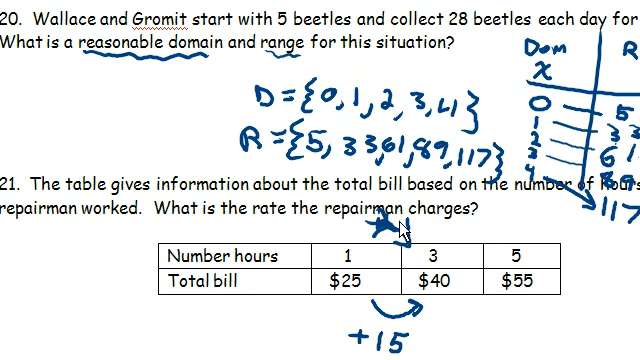 20. Wallace and Gromit start with 5 beetles and collect 28 beetles each day for
What is a reasonable domain and range for this situation?
Dom R
x
D = {0, 1, 2, 3, 4}
R = {5, 33, 61, 89, 117}
0 5
1 33
2 61
3 89
4 117
21. The table gives information about the total bill based on the number of hours
repairman worked. What is the rate the repairman charges?
Number hours 1 3 5
Total bill $25 $40 $55
+15